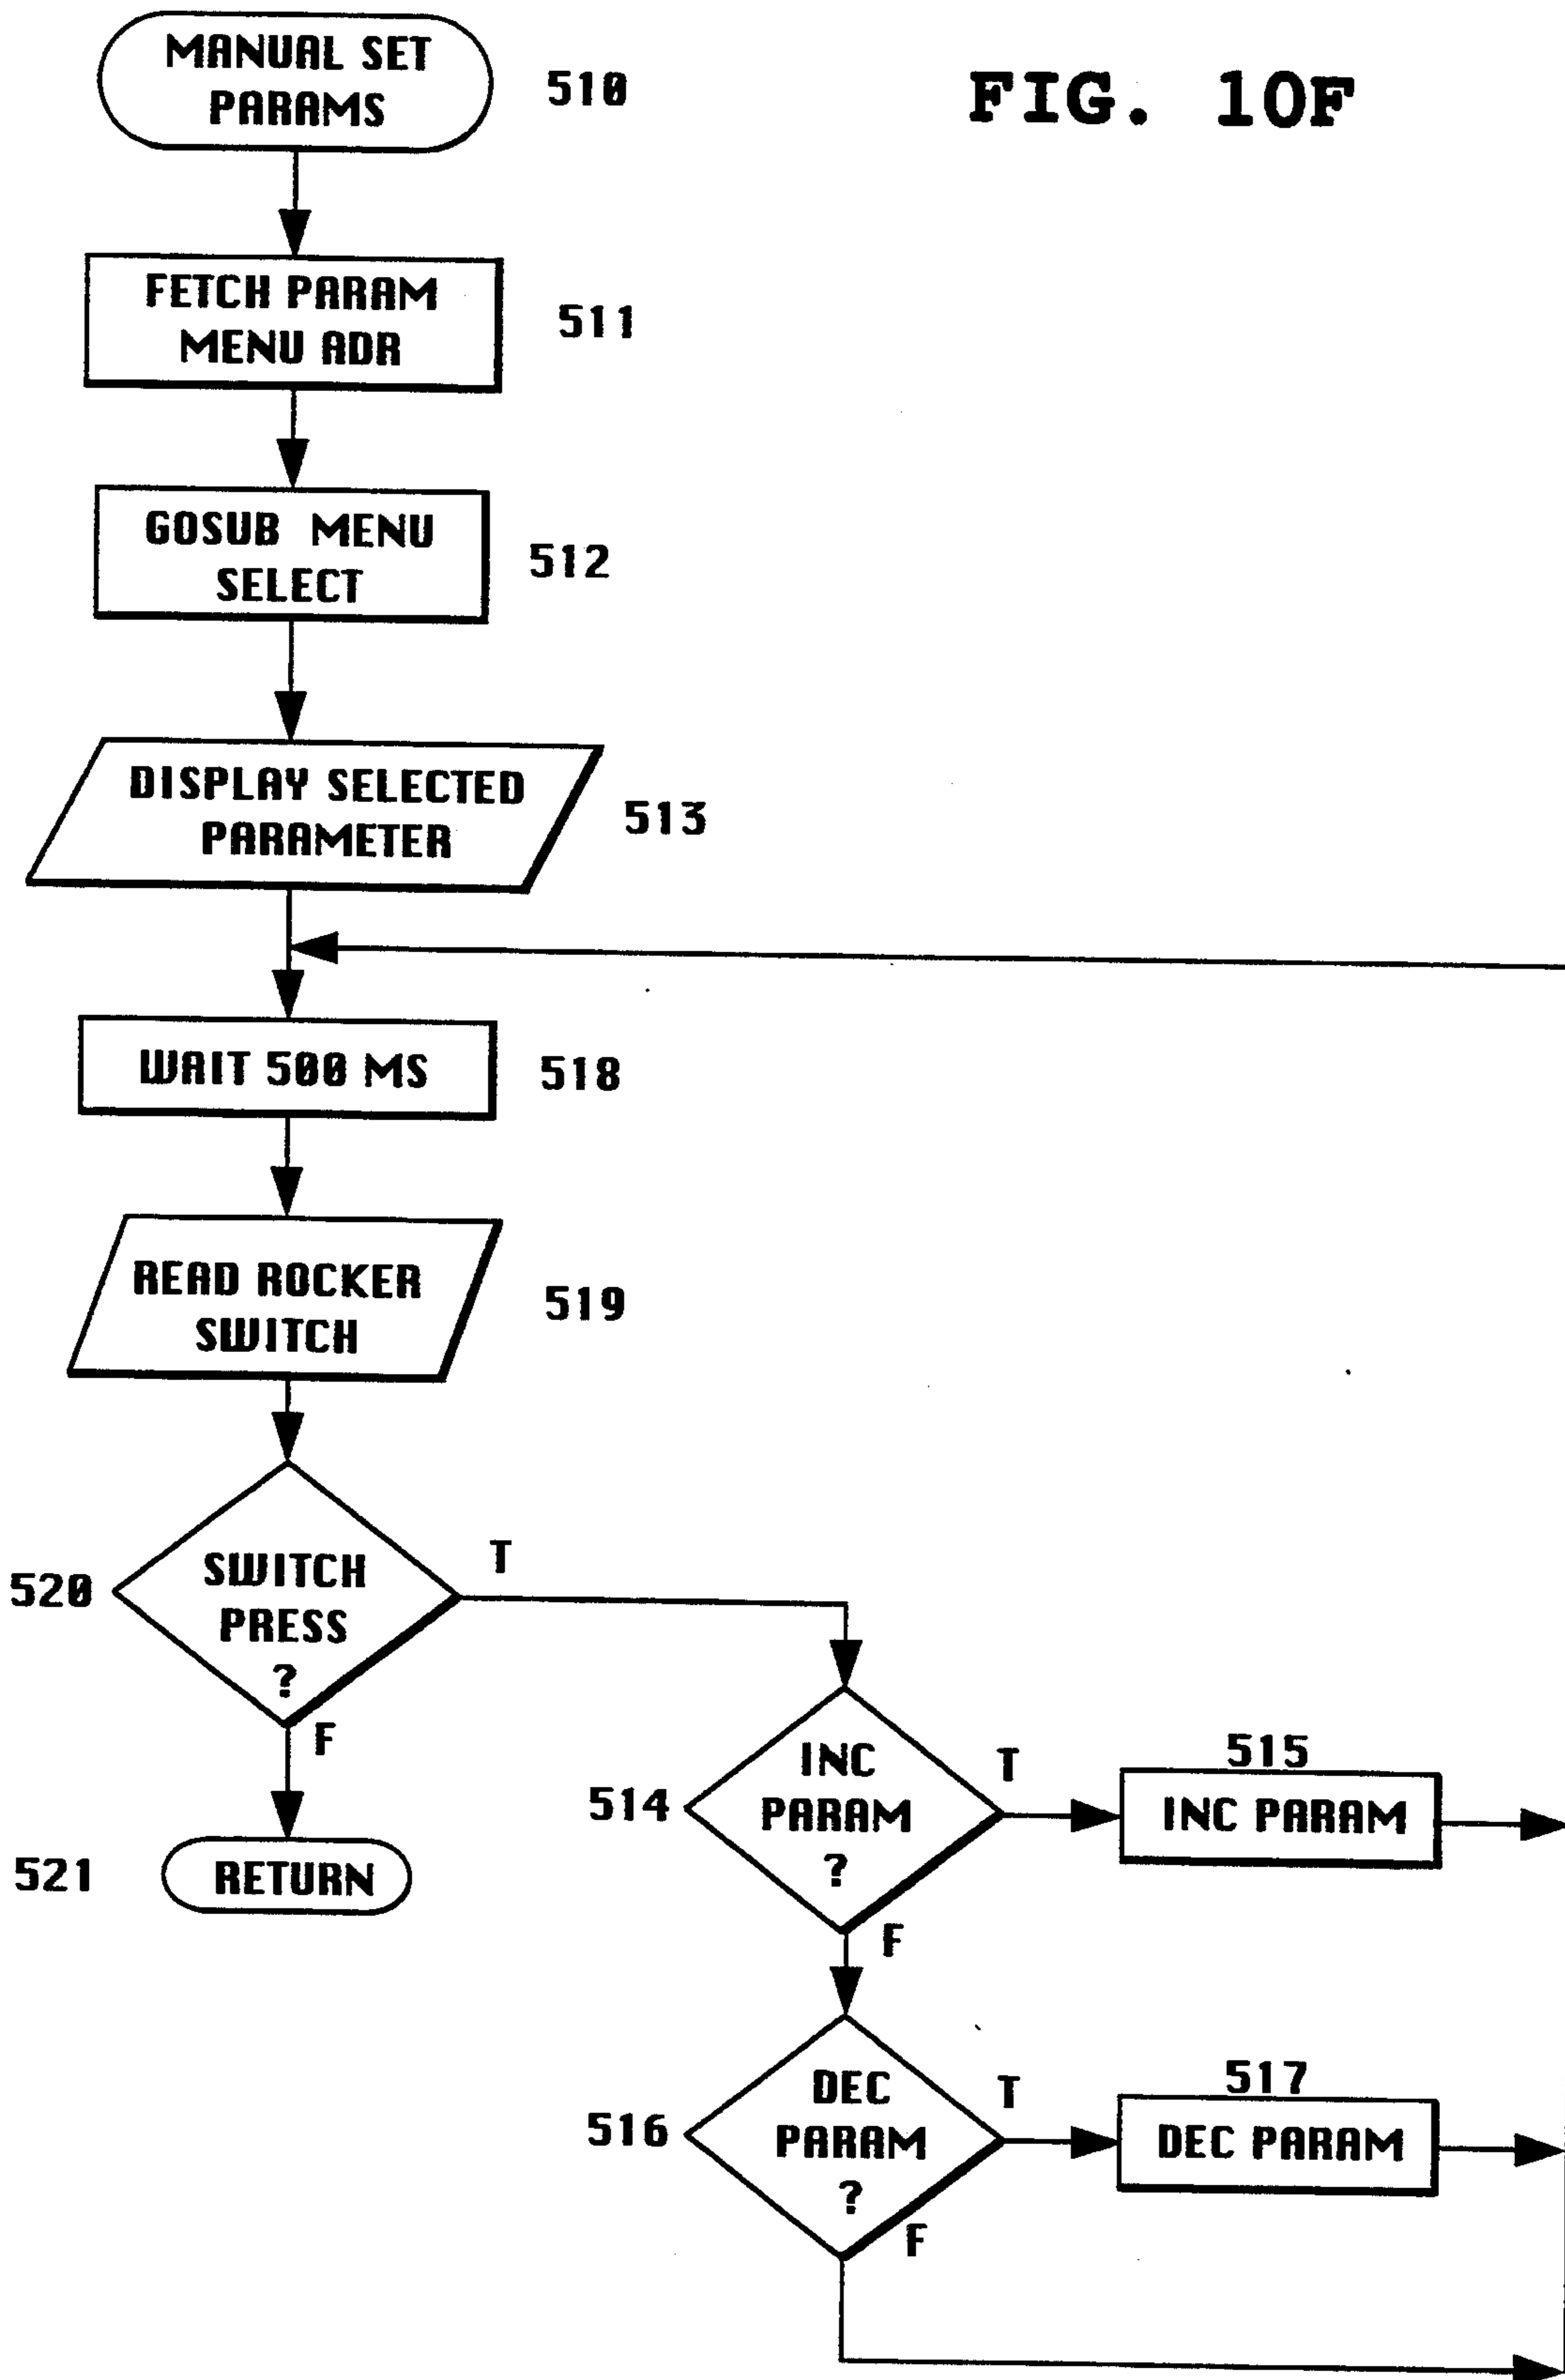 MANUAL SET
PARAMS
510
FIG. 10F
FETCH PARAM
MENU ADR
511
GOSUB MENU
SELECT
512
DISPLAY SELECTED
PARAMETER
513
WAIT 500 MS
518
READ ROCKER
SWITCH
519
520
SWITCH
PRESS
?
T
F
521
RETURN
514
INC
PARAM
?
T
F
515
INC PARAM
516
DEC
PARAM
?
T
F
517
DEC PARAM